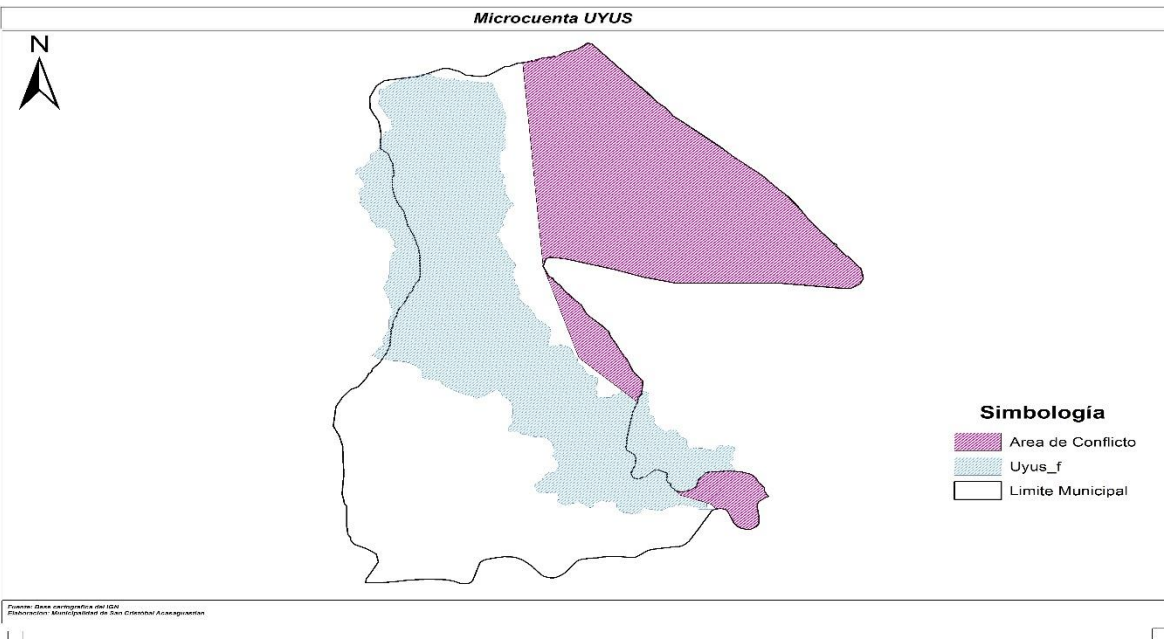 Microcuenta UYUS
N
Simbología
Area de Conflicto
Uyus_f
Limite Municipal
Fuente: Base cartografica del IGN
Elaboracion: Municipalidad de San Cristóbal Acasaguastlan